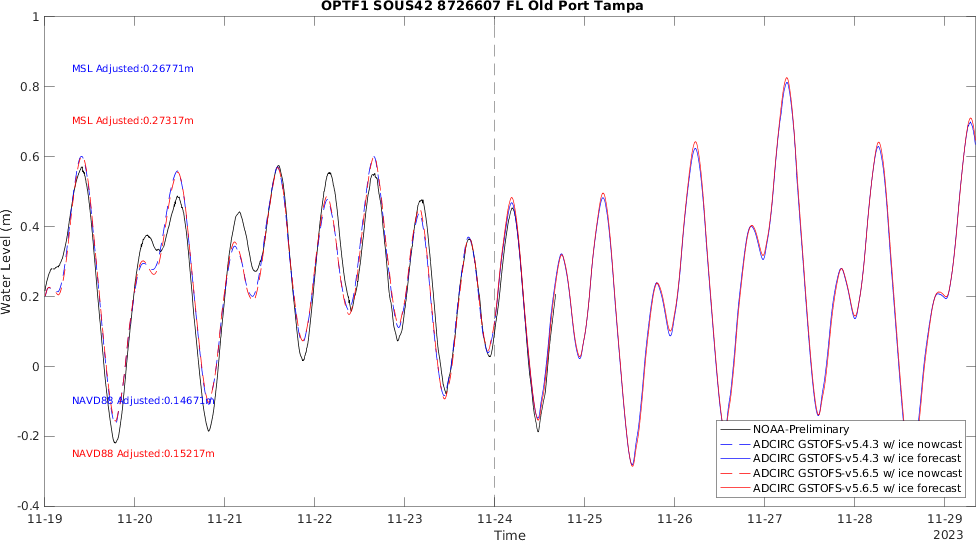 OPTF1 SOUS42 8726607 FL Old Port Tampa
1
0.8
0.6
0.4
0.2
0
-0.2
-0.4
Water Level (m)
MSL Adjusted:0.26771m
MSL Adjusted:0.27317m
NAVD88 Adjusted:0.14671m
NAVD88 Adjusted:0.15217m
NOAA-Preliminary
ADCIRC GSTOFS-v5.4.3 w/ ice nowcast
ADCIRC GSTOFS-v5.4.3 w/ ice forecast
ADCIRC GSTOFS-v5.6.5 w/ ice nowcast
ADCIRC GSTOFS-v5.6.5 w/ ice forecast
11-19 11-20 11-21 11-22 11-23 11-24 11-25 11-26 11-27 11-28 11-29
Time 2023